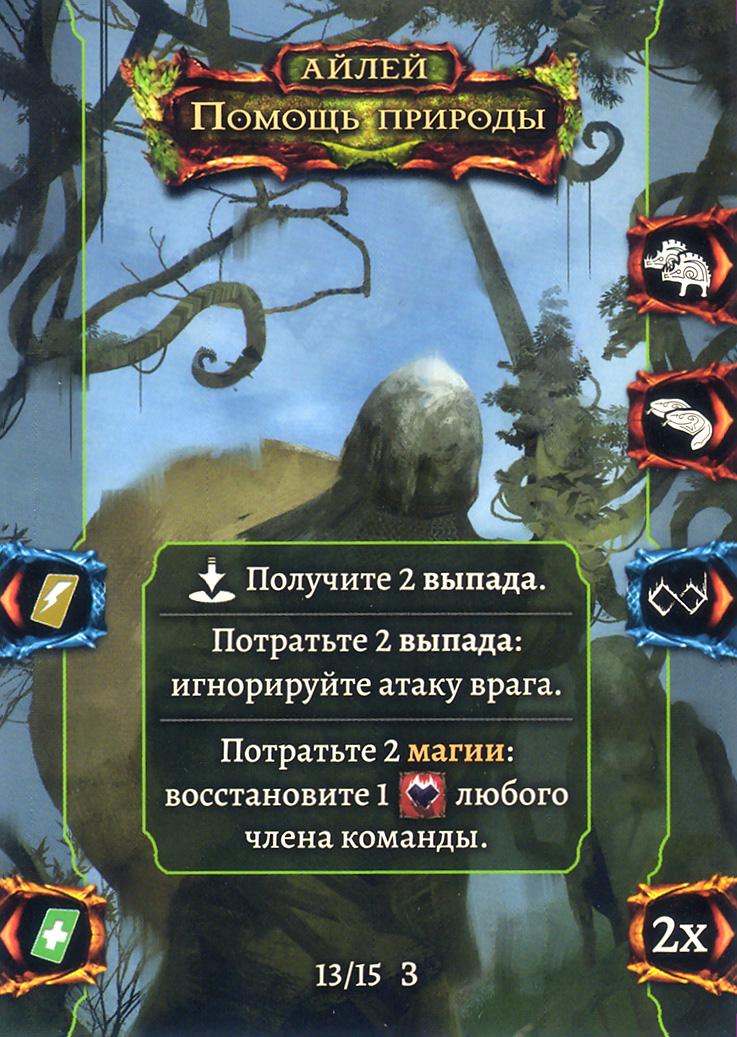 АЙЛЕЙ
Помощь природы
Получите 2 выпада.
Потратьте 2 выпада:
игнорируйте атаку врага.
Потратьте 2 магии:
восстановите 1 любого
члена команды.
2x
13/15 3